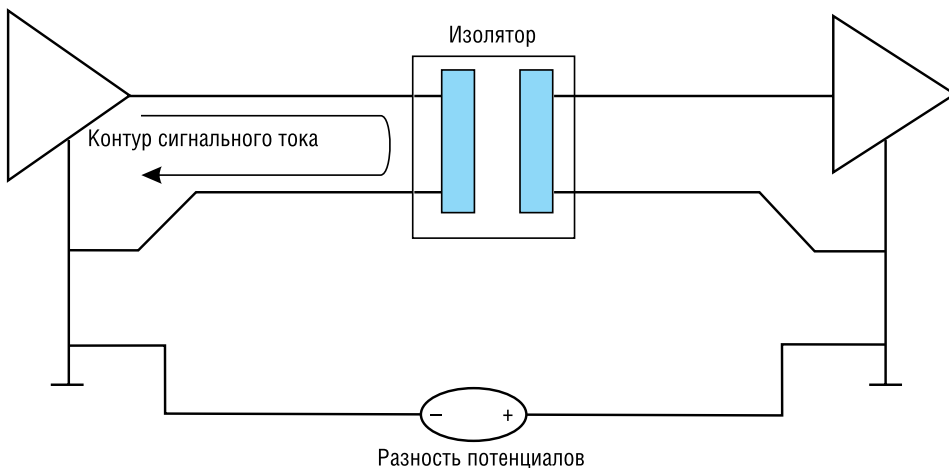 Изолятор
Контур сигнального тока
− +
Разность потенциалов